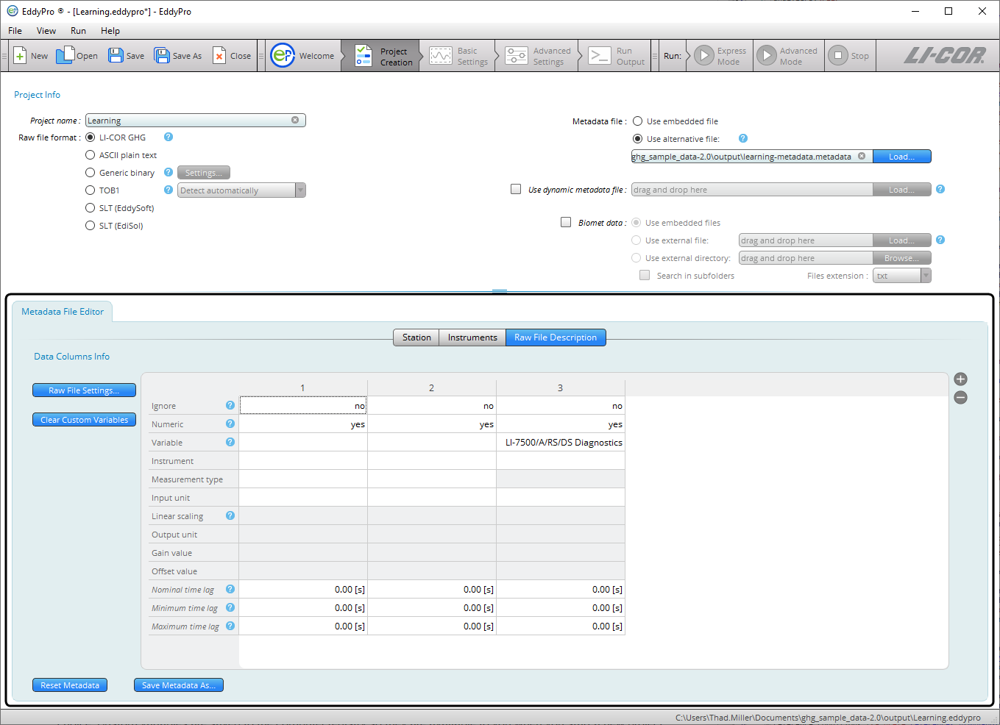 EddyPro ® - [Learning.eddypro*] - EddyPro
File View Run Help
New Open Save Save As Close Welcome Project Creation Basic Settings Advanced Settings Run Output Run: Express Mode Advanced Mode Stop LI-COR®
Project Info
Project name : Learning
Raw file format : LI-COR GHG ?
ASCII plain text
Generic binary ? Settings...
TOB1 ? Detect automatically
SLT (EddySoft)
SLT (EdiSol)
Metadata file : Use embedded file
Use alternative file: ?
ghg_sample_data-2.0\output\learning-metadata.metadata Load...
Use dynamic metadata file : drag and drop here Load... ?
Biomet data : Use embedded files
Use external file: drag and drop here Load... ?
Use external directory: drag and drop here Browse...
Search in subfolders Files extension : txt
Metadata File Editor
Station Instruments Raw File Description
Data Columns Info
Raw File Settings...
Clear Custom Variables
1 2 3
Ignore ? no no no
Numeric ? yes yes yes
Variable ? LI-7500/A/RS/DS Diagnostics
Instrument
Measurement type
Input unit
Linear scaling ?
Output unit
Gain value
Offset value
Nominal time lag ? 0.00 [s] 0.00 [s] 0.00 [s]
Minimum time lag ? 0.00 [s] 0.00 [s] 0.00 [s]
Maximum time lag ? 0.00 [s] 0.00 [s] 0.00 [s]
Reset Metadata Save Metadata As...
C:\Users\Thad.Miller\Documents\ghg_sample_data-2.0\output\Learning.eddypro